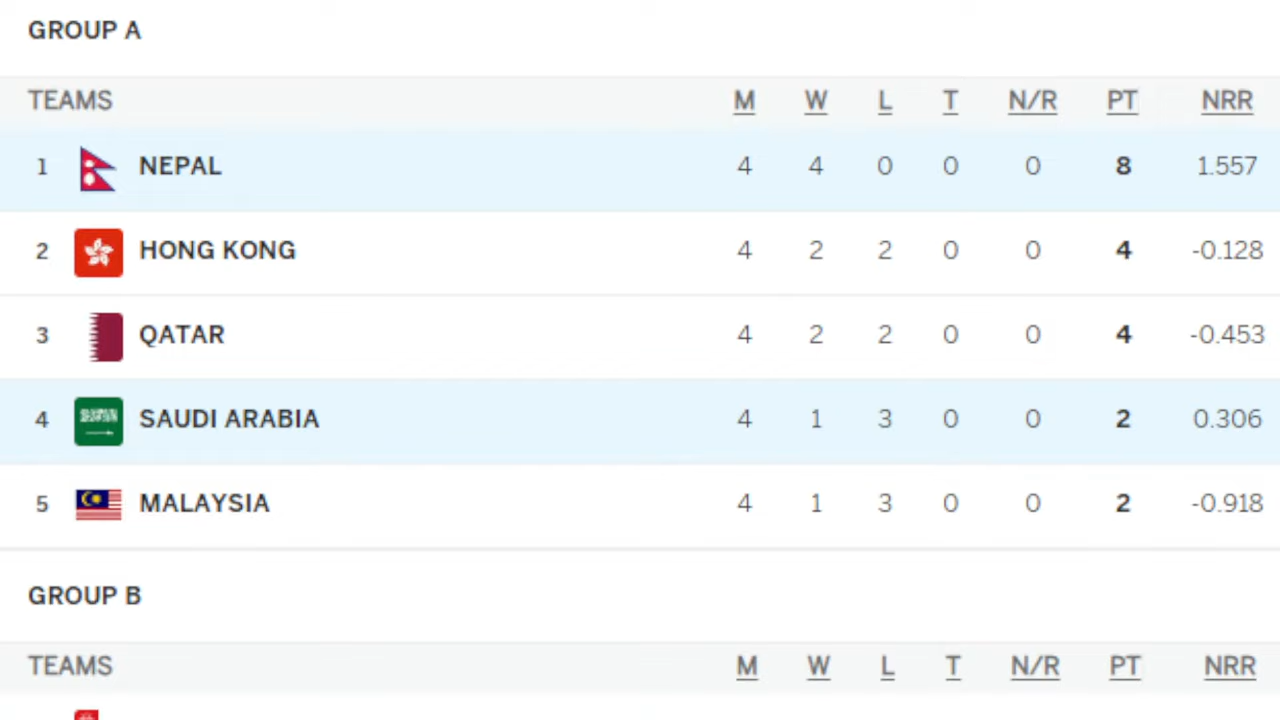 GROUP A
TEAMS M W L T N/R PT NRR
1 NEPAL 4 4 0 0 0 8 1.557
2 HONG KONG 4 2 2 0 0 4 -0.128
3 QATAR 4 2 2 0 0 4 -0.453
4 SAUDI ARABIA 4 1 3 0 0 2 0.306
5 MALAYSIA 4 1 3 0 0 2 -0.918
GROUP B
TEAMS M W L T N/R PT NRR